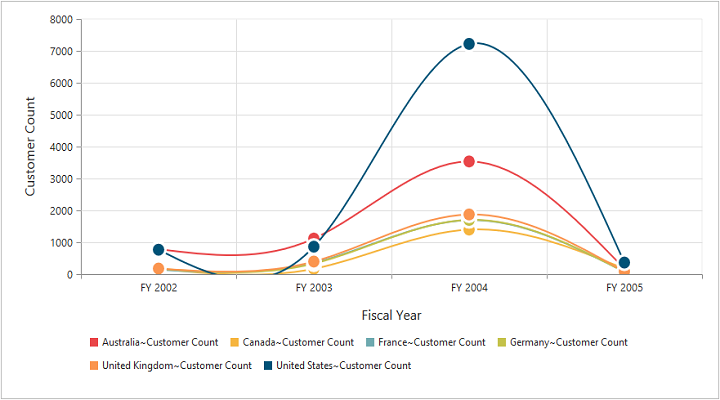 8000
7000
6000
5000
4000
3000
2000
1000
0
Customer Count
FY 2002 FY 2003 FY 2004 FY 2005
Fiscal Year
Australia~Customer Count Canada~Customer Count France~Customer Count Germany~Customer Count
United Kingdom~Customer Count United States~Customer Count